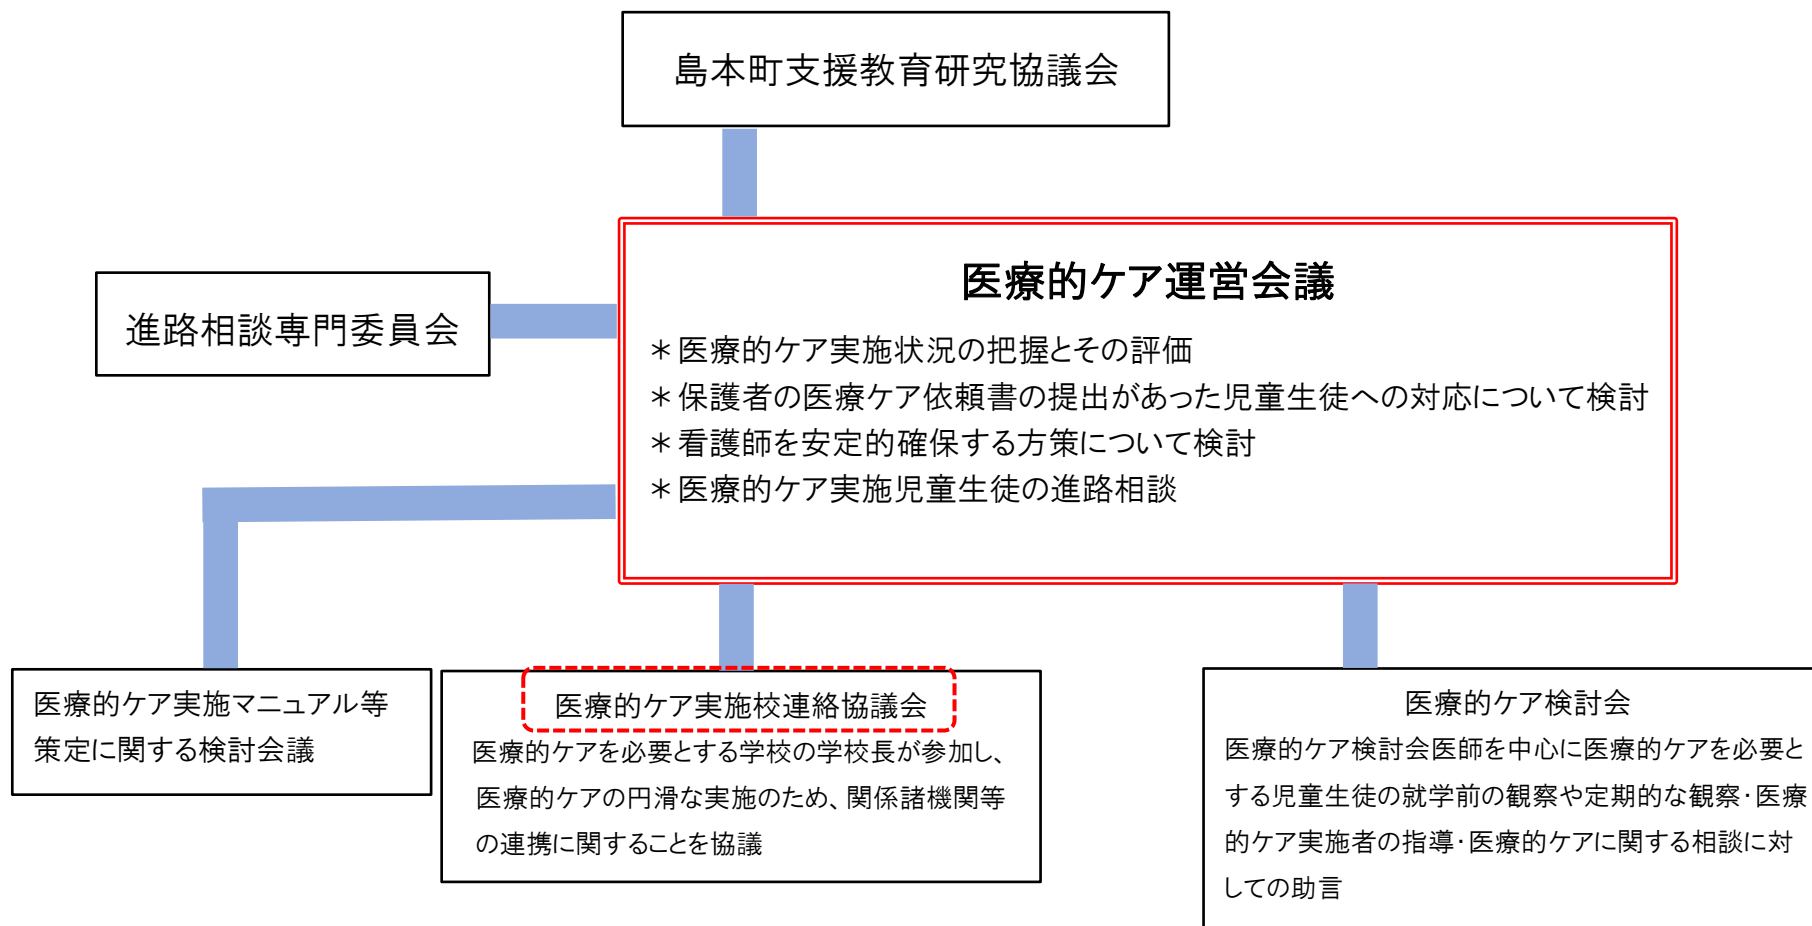 島本町支援教育研究協議会
医療的ケア運営会議
＊医療的ケア実施状況の把握とその評価
＊保護者の医療ケア依頼書の提出があった児童生徒への対応について検討
＊看護師を安定的確保する方策について検討
＊医療的ケア実施児童生徒の進路相談
進路相談専門委員会
医療的ケア実施マニュアル等
策定に関する検討会議
医療的ケア実施校連絡協議会
医療的ケアを必要とする学校の学校長が参加し、
医療的ケアの円滑な実施のため、関係諸機関等
の連携に関することを協議
医療的ケア検討会
医療的ケア検討会医師を中心に医療的ケアを必要と
する児童生徒の就学前の観察や定期的な観察・医療
的ケア実施者の指導・医療的ケアに関する相談に対
しての助言